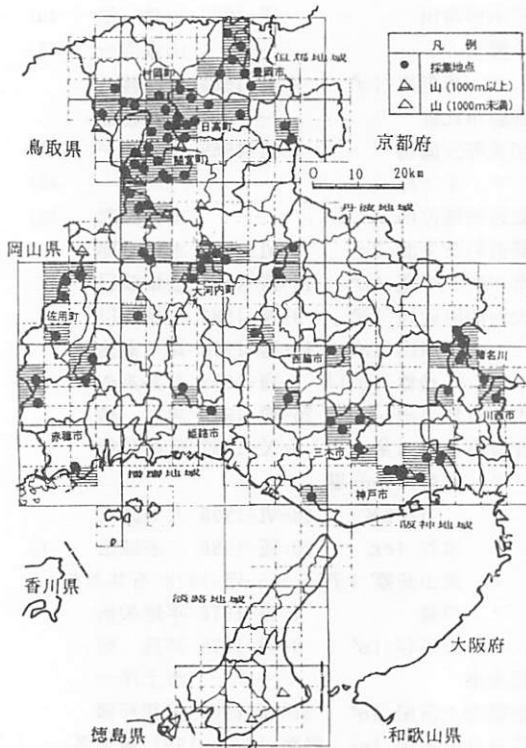 凡 例
採集地点
山 (1000m以上)
山 (1000m未満)
但馬地域
村岡町
豊岡市
日高町
鳥取県
京都府
関宮町
0 10 20km
丹波地域
岡山県
大河内町
佐用町
西脇市
猪名川
川西市
赤穂市
姫路市
三木市
播磨地域
神戸市
阪神地域
香川県
淡路地域
大阪府
徳島県
和歌山県